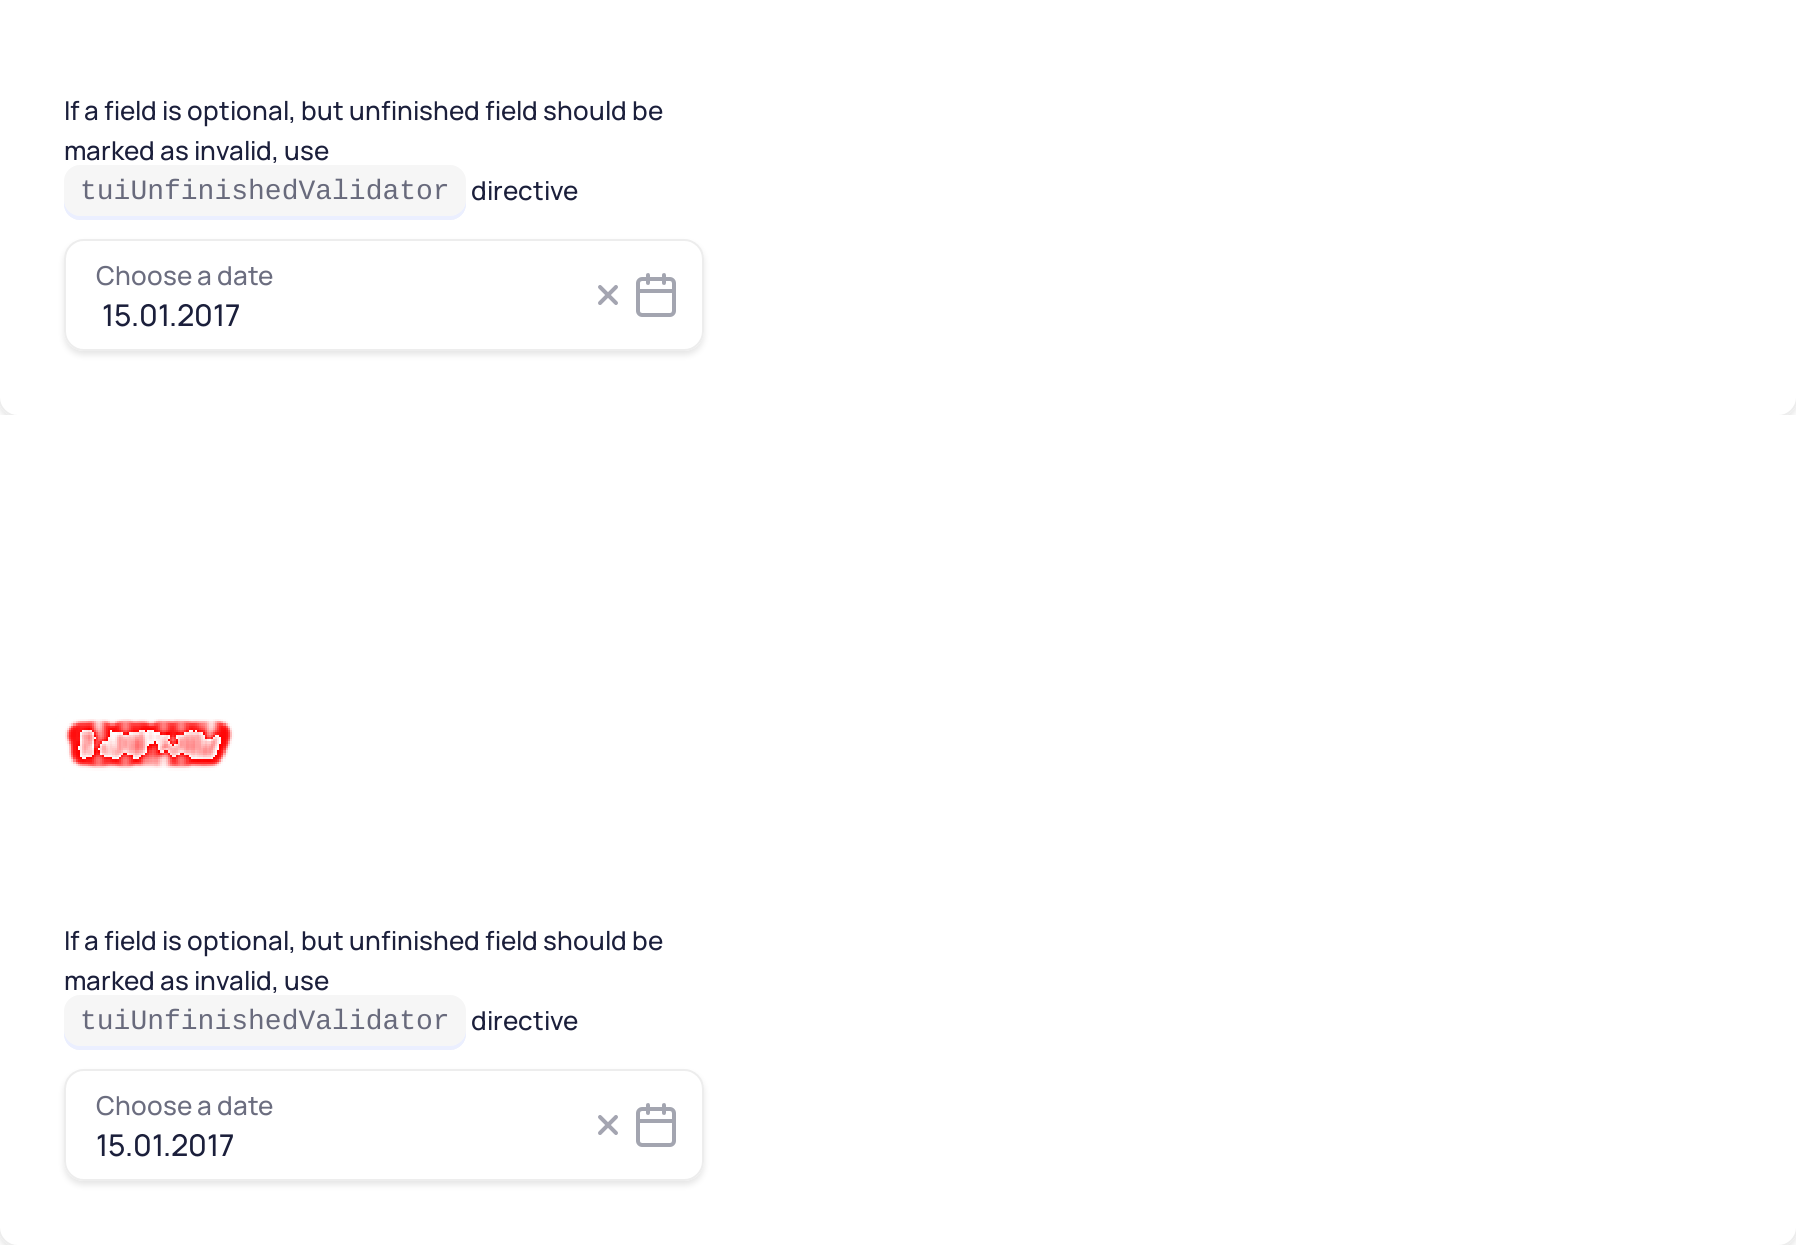 If a field is optional, but unfinished field should be
marked as invalid, use
tuiUnfinishedValidator directive
Choose a date
15.01.2017
If a field is optional, but unfinished field should be
marked as invalid, use
tuiUnfinishedValidator directive
Choose a date
15.01.2017